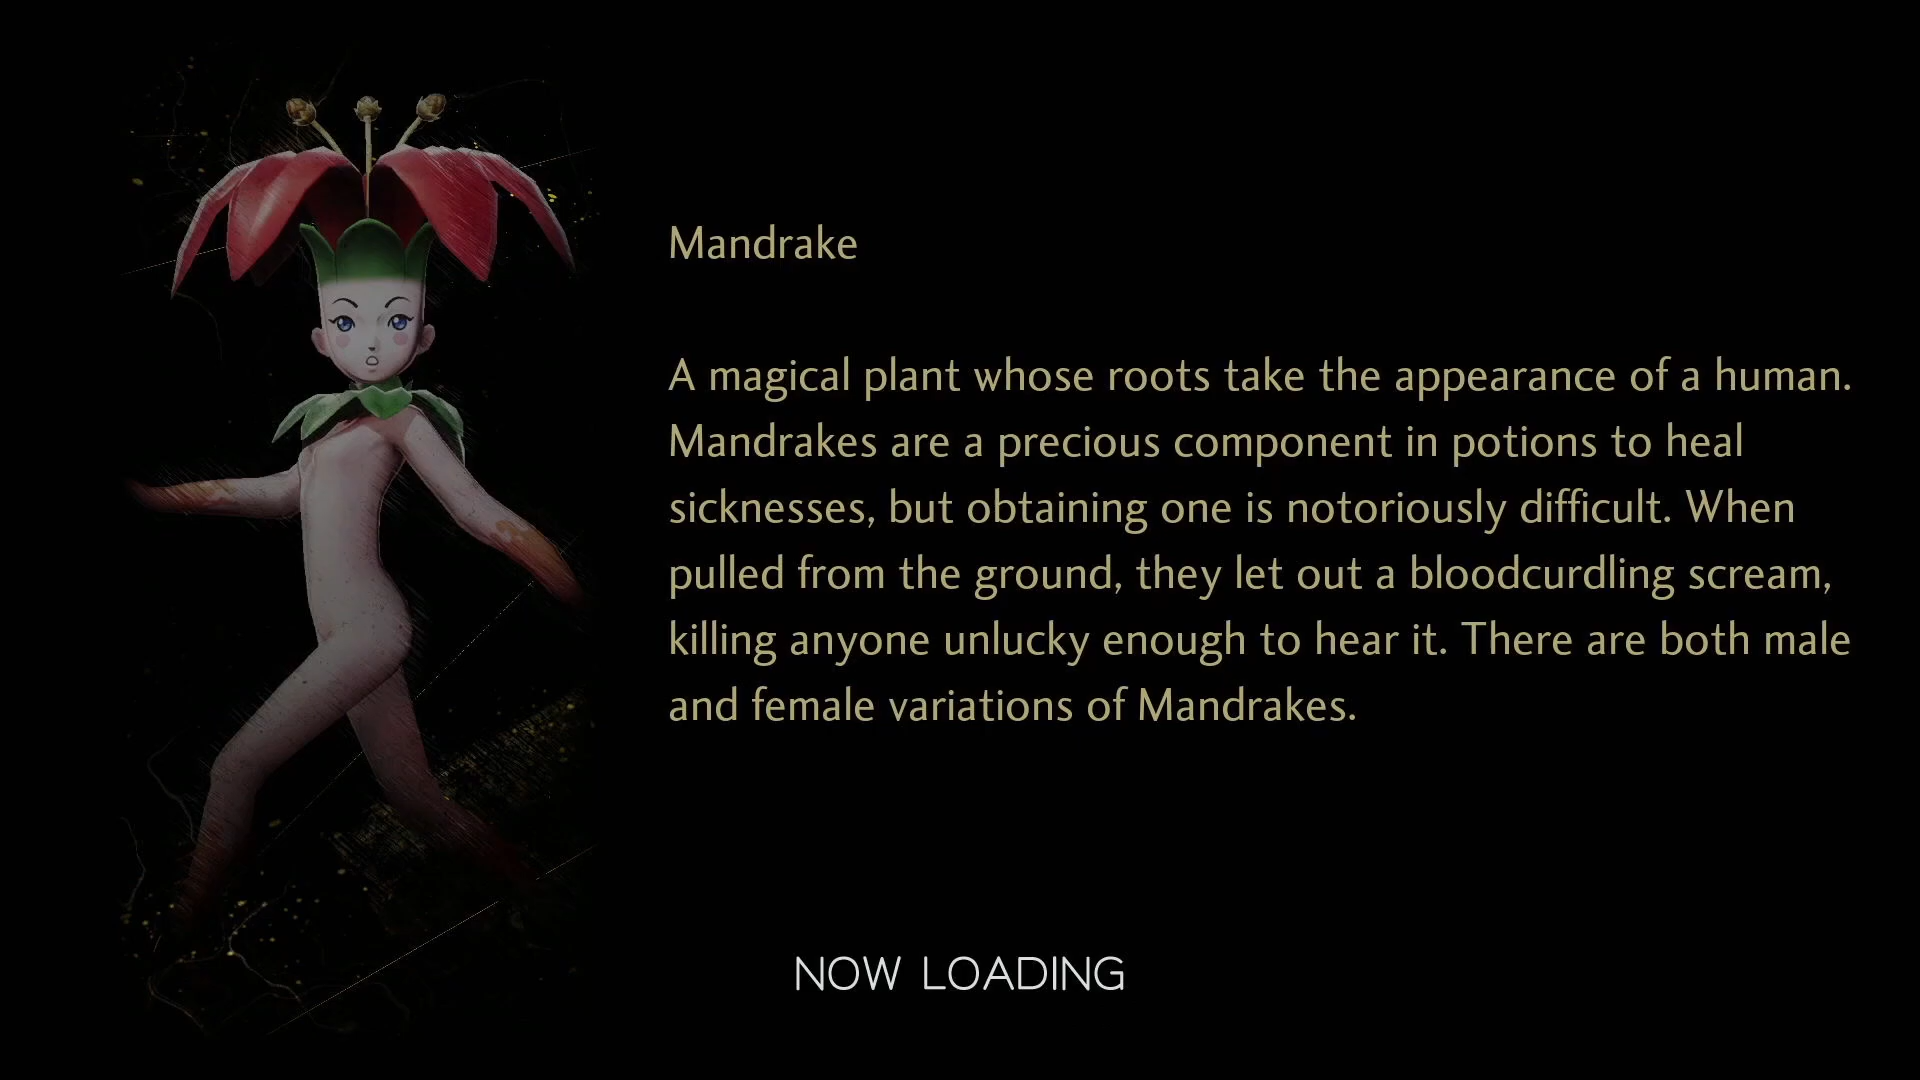 Mandrake
A magical plant whose roots take the appearance of a human.
Mandrakes are a precious component in potions to heal
sicknesses, but obtaining one is notoriously difficult. When
pulled from the ground, they let out a bloodcurdling scream,
killing anyone unlucky enough to hear it. There are both male
and female variations of Mandrakes.
NOW LOADING